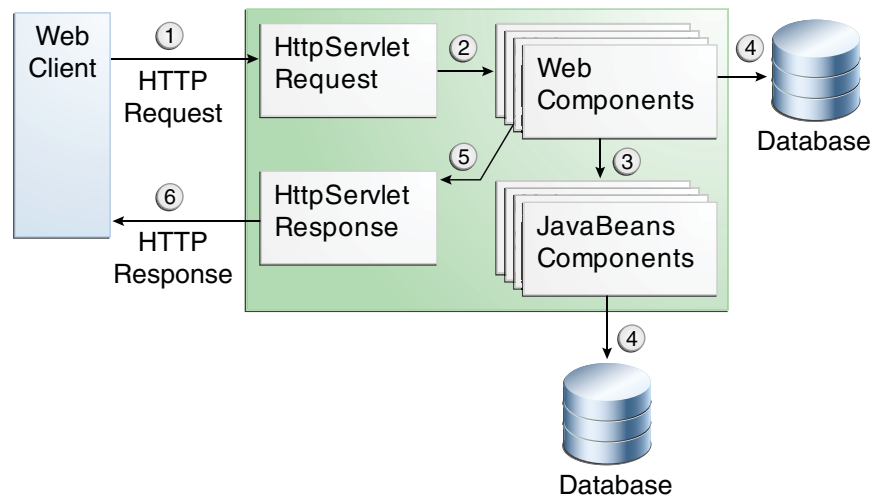 Web
Client
1
HTTP
Request
HttpServlet
Request
2
Web
Components
4
Database
3
5
6
HTTP
Response
HttpServlet
Response
JavaBeans
Components
4
Database